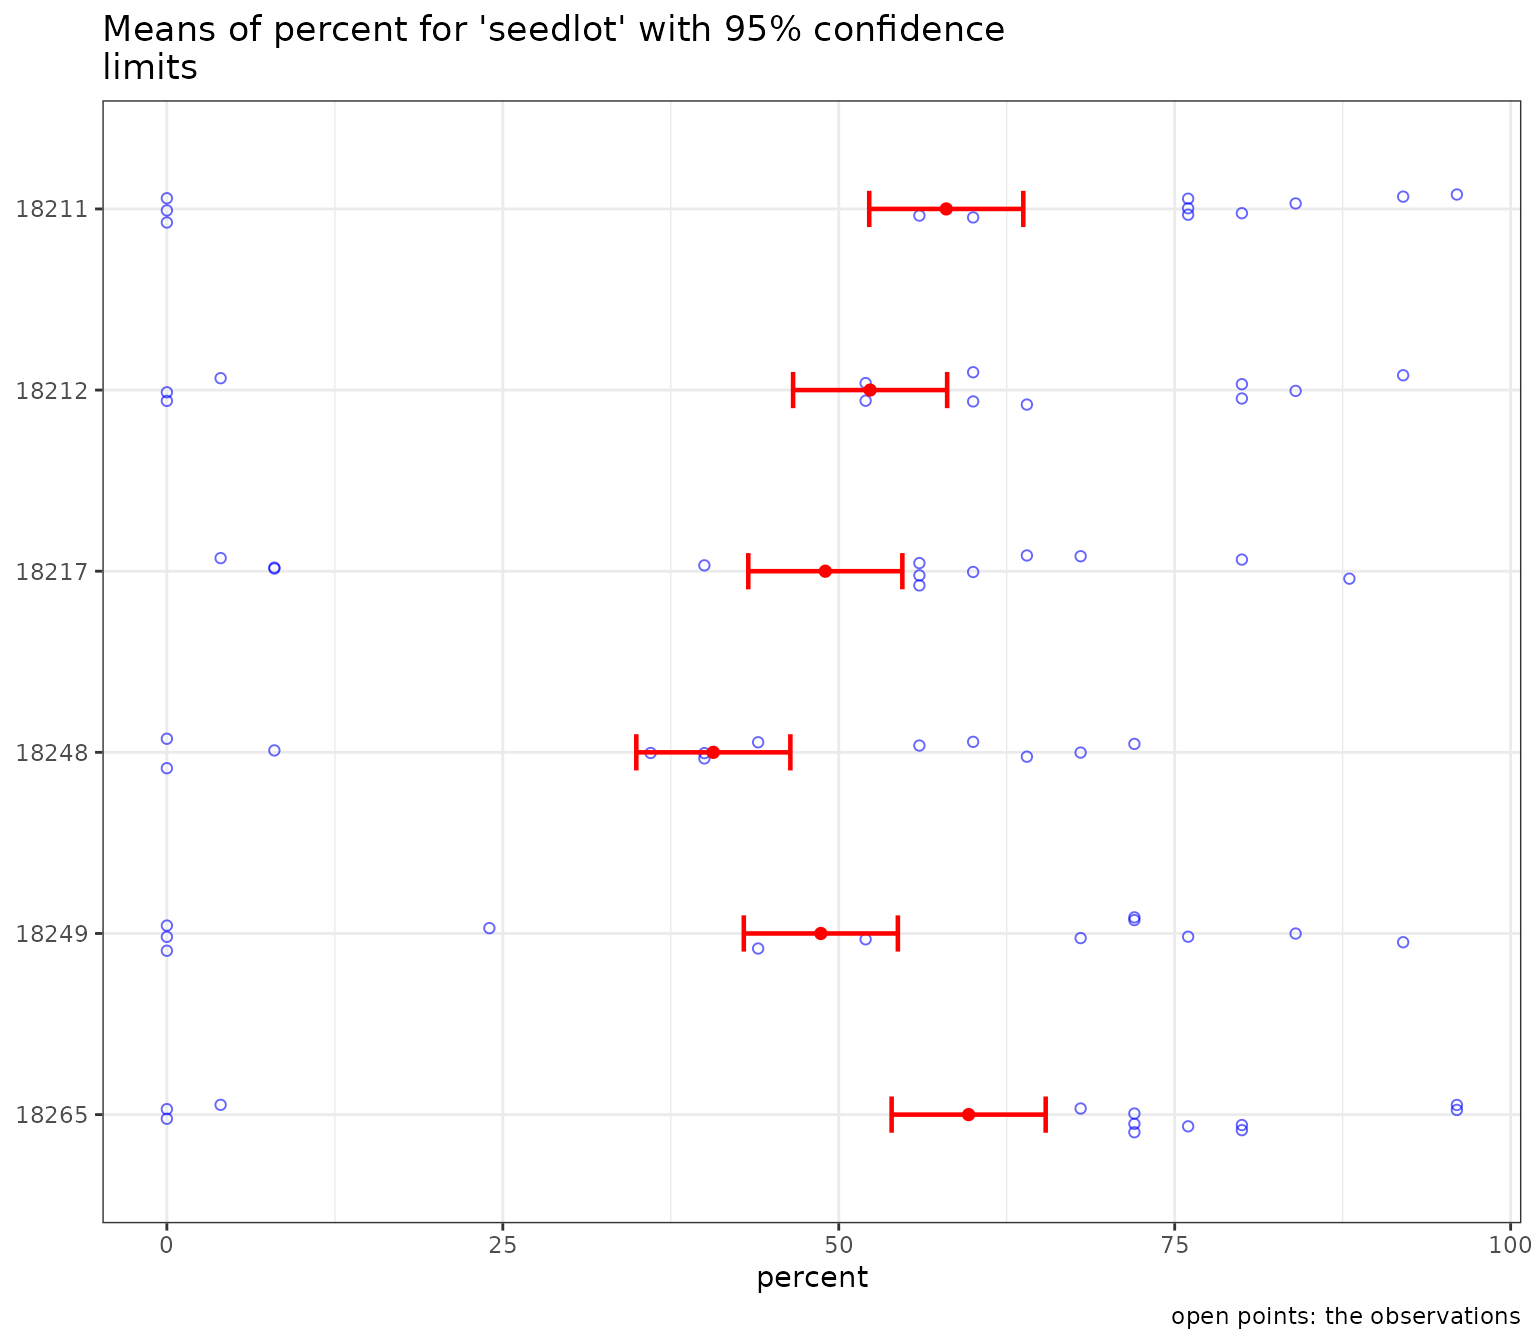 Means of percent for 'seedlot' with 95% confidence
limits
18211
18212
18217
18248
18249
18265
0 25 50 75 100
percent
open points: the observations